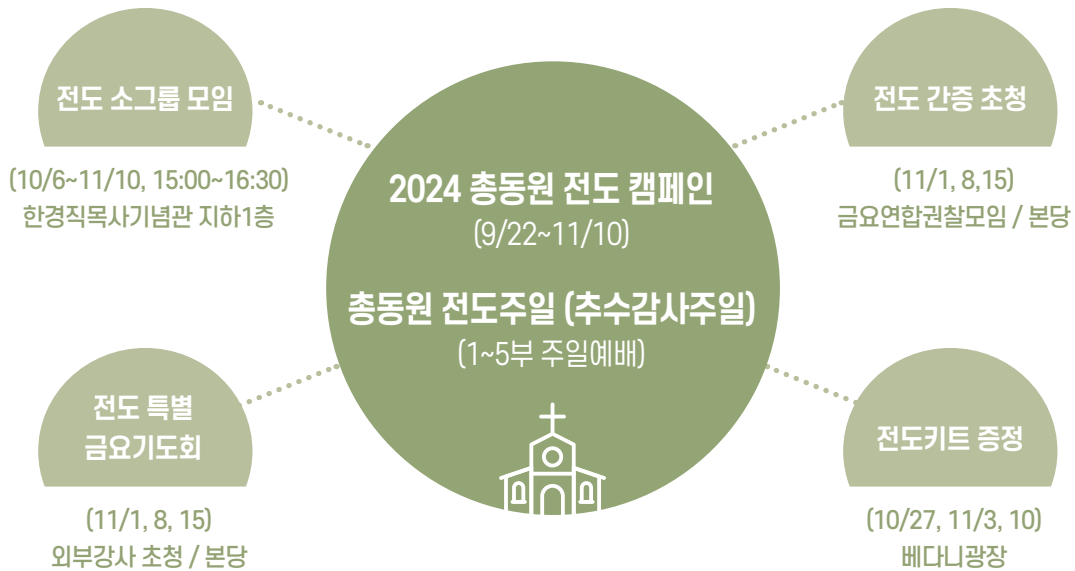 전도 소그룹 모임
(10/6~11/10, 15:00~16:30)
한경직목사기념관 지하1층
전도 간증 초청
(11/1, 8,15)
금요연합권찰모임 / 본당
2024 총동원 전도 캠페인
(9/22~11/10)
총동원 전도주일 (추수감사주일)
(1~5부 주일예배)
전도 특별
금요기도회
(11/1, 8, 15)
외부강사 초청 / 본당
전도키트 증정
(10/27, 11/3, 10)
베다니광장